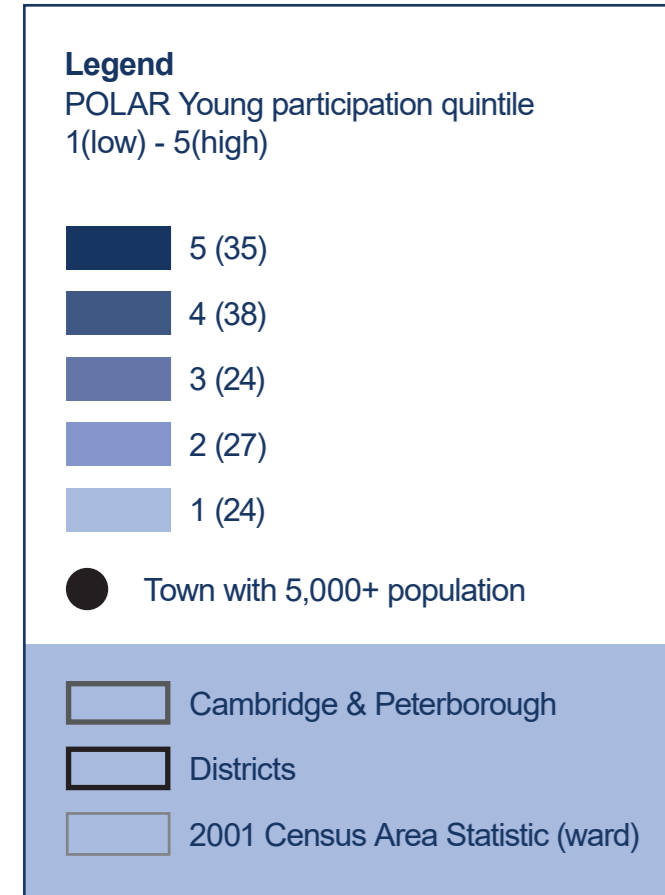 Legend
POLAR Young participation quintile
1(low) - 5(high)
5 (35)
4 (38)
3 (24)
2 (27)
1 (24)
Town with 5,000+ population
Cambridge & Peterborough
Districts
2001 Census Area Statistic (ward)